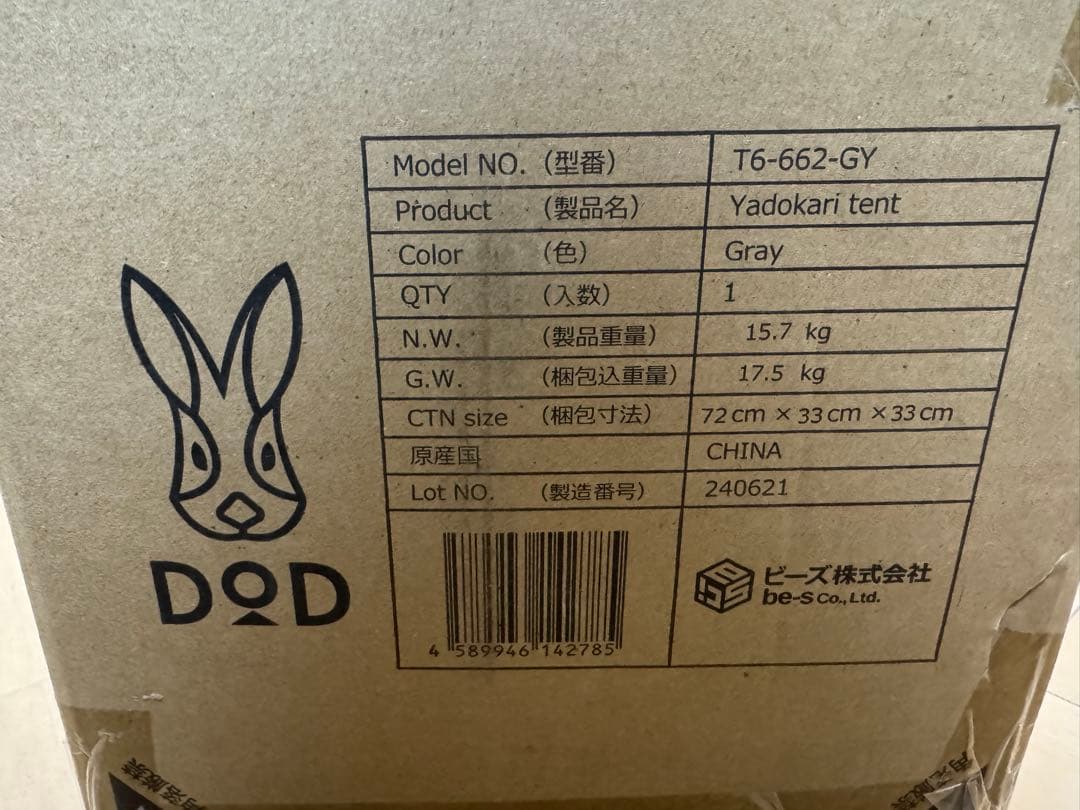 Model NO. (型番) T6-662-GY
Product (製品名) Yadokari tent
Color (色) Gray
QTY (入数) 1
N.W. (製品重量) 15.7 kg
G.W. (梱包込重量) 17.5 kg
CTN size (梱包寸法) 72 cm × 33 cm × 33 cm
原産国 CHINA
Lot NO. (製造番号) 240621
DOD
4 589946 142785
ビーズ株式会社
be-s Co., Ltd.